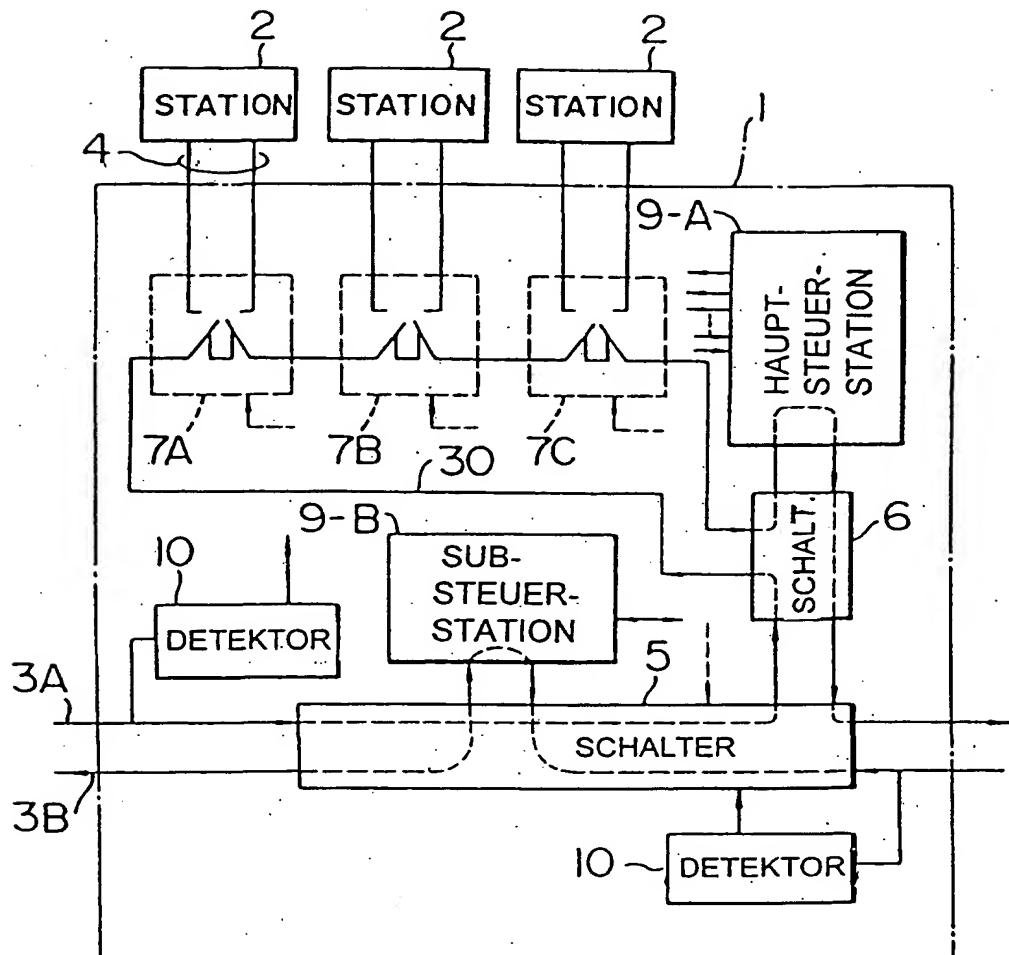 2 2 2
STATION STATION STATION
1
4
9-A
HAUPT-
STEUER-
STATION
7A 7B 7C
30
9-B
SCHALT.
6
10
SUB-
STEUER-
STATION
DETEKTOR
3A
5
SCHALTER
3B
10
DETEKTOR